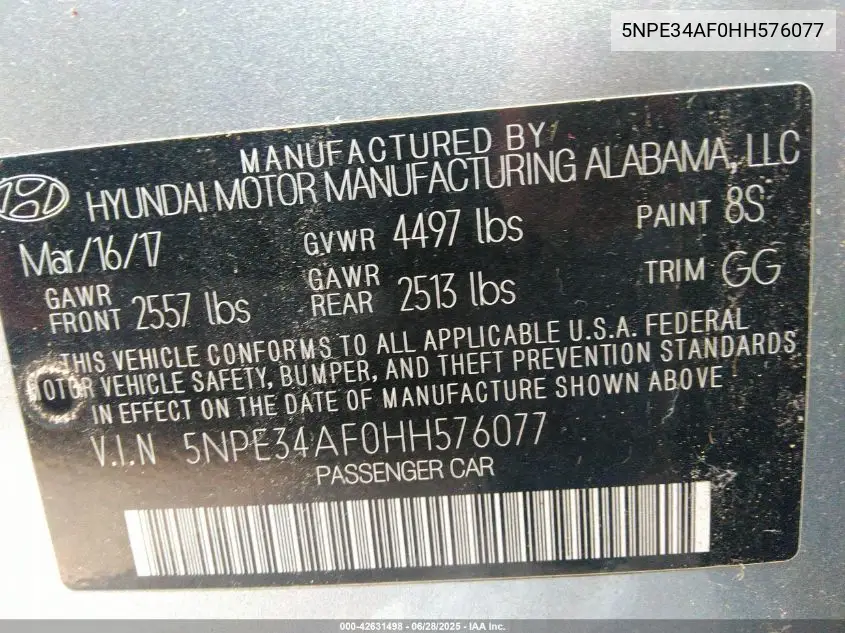 5NPE34AF0HH576077
MANUFACTURED BY
HYUNDAI MOTOR MANUFACTURING ALABAMA, LLC
Mar/16/17 GVWR 4497 lbs PAINT 8S
GAWR FRONT 2557 lbs GAWR REAR 2513 lbs TRIM GG
THIS VEHICLE CONFORMS TO ALL APPLICABLE U.S.A. FEDERAL
MOTOR VEHICLE SAFETY, BUMPER, AND THEFT PREVENTION STANDARDS
IN EFFECT ON THE DATE OF MANUFACTURE SHOWN ABOVE
V.I.N 5NPE34AF0HH576077
PASSENGER CAR
000-42631498 - 06/28/2025 - IAA Inc.